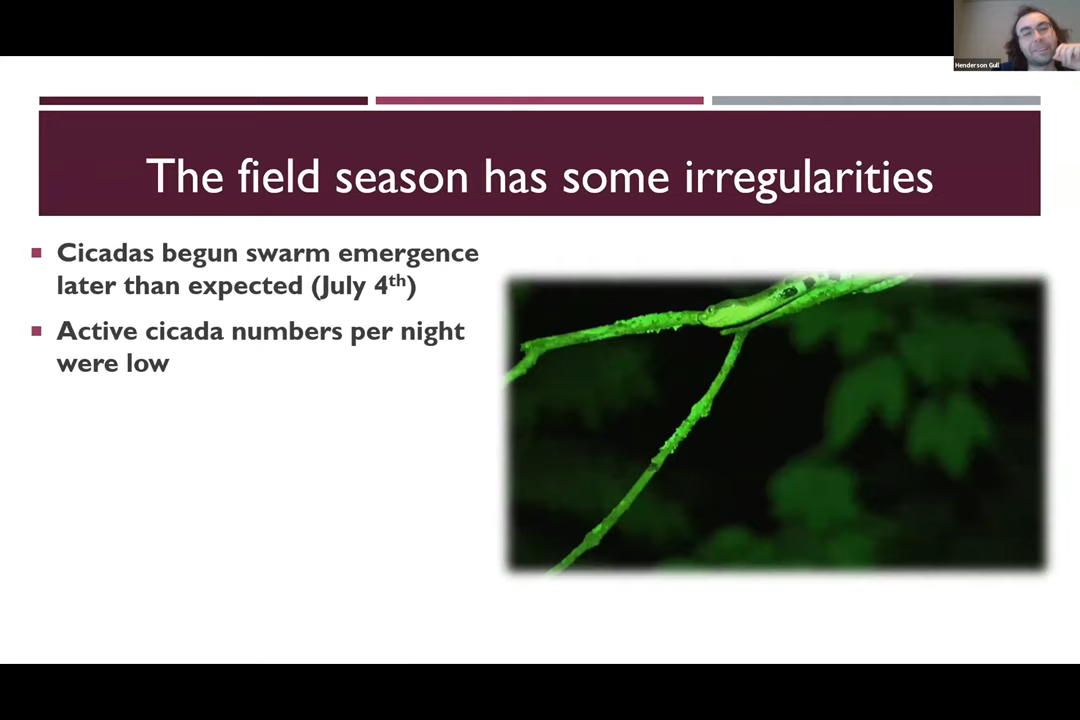 Henderson Gull
The field season has some irregularities
Cicadas begun swarm emergence
later than expected (July 4th)
Active cicada numbers per night
were low